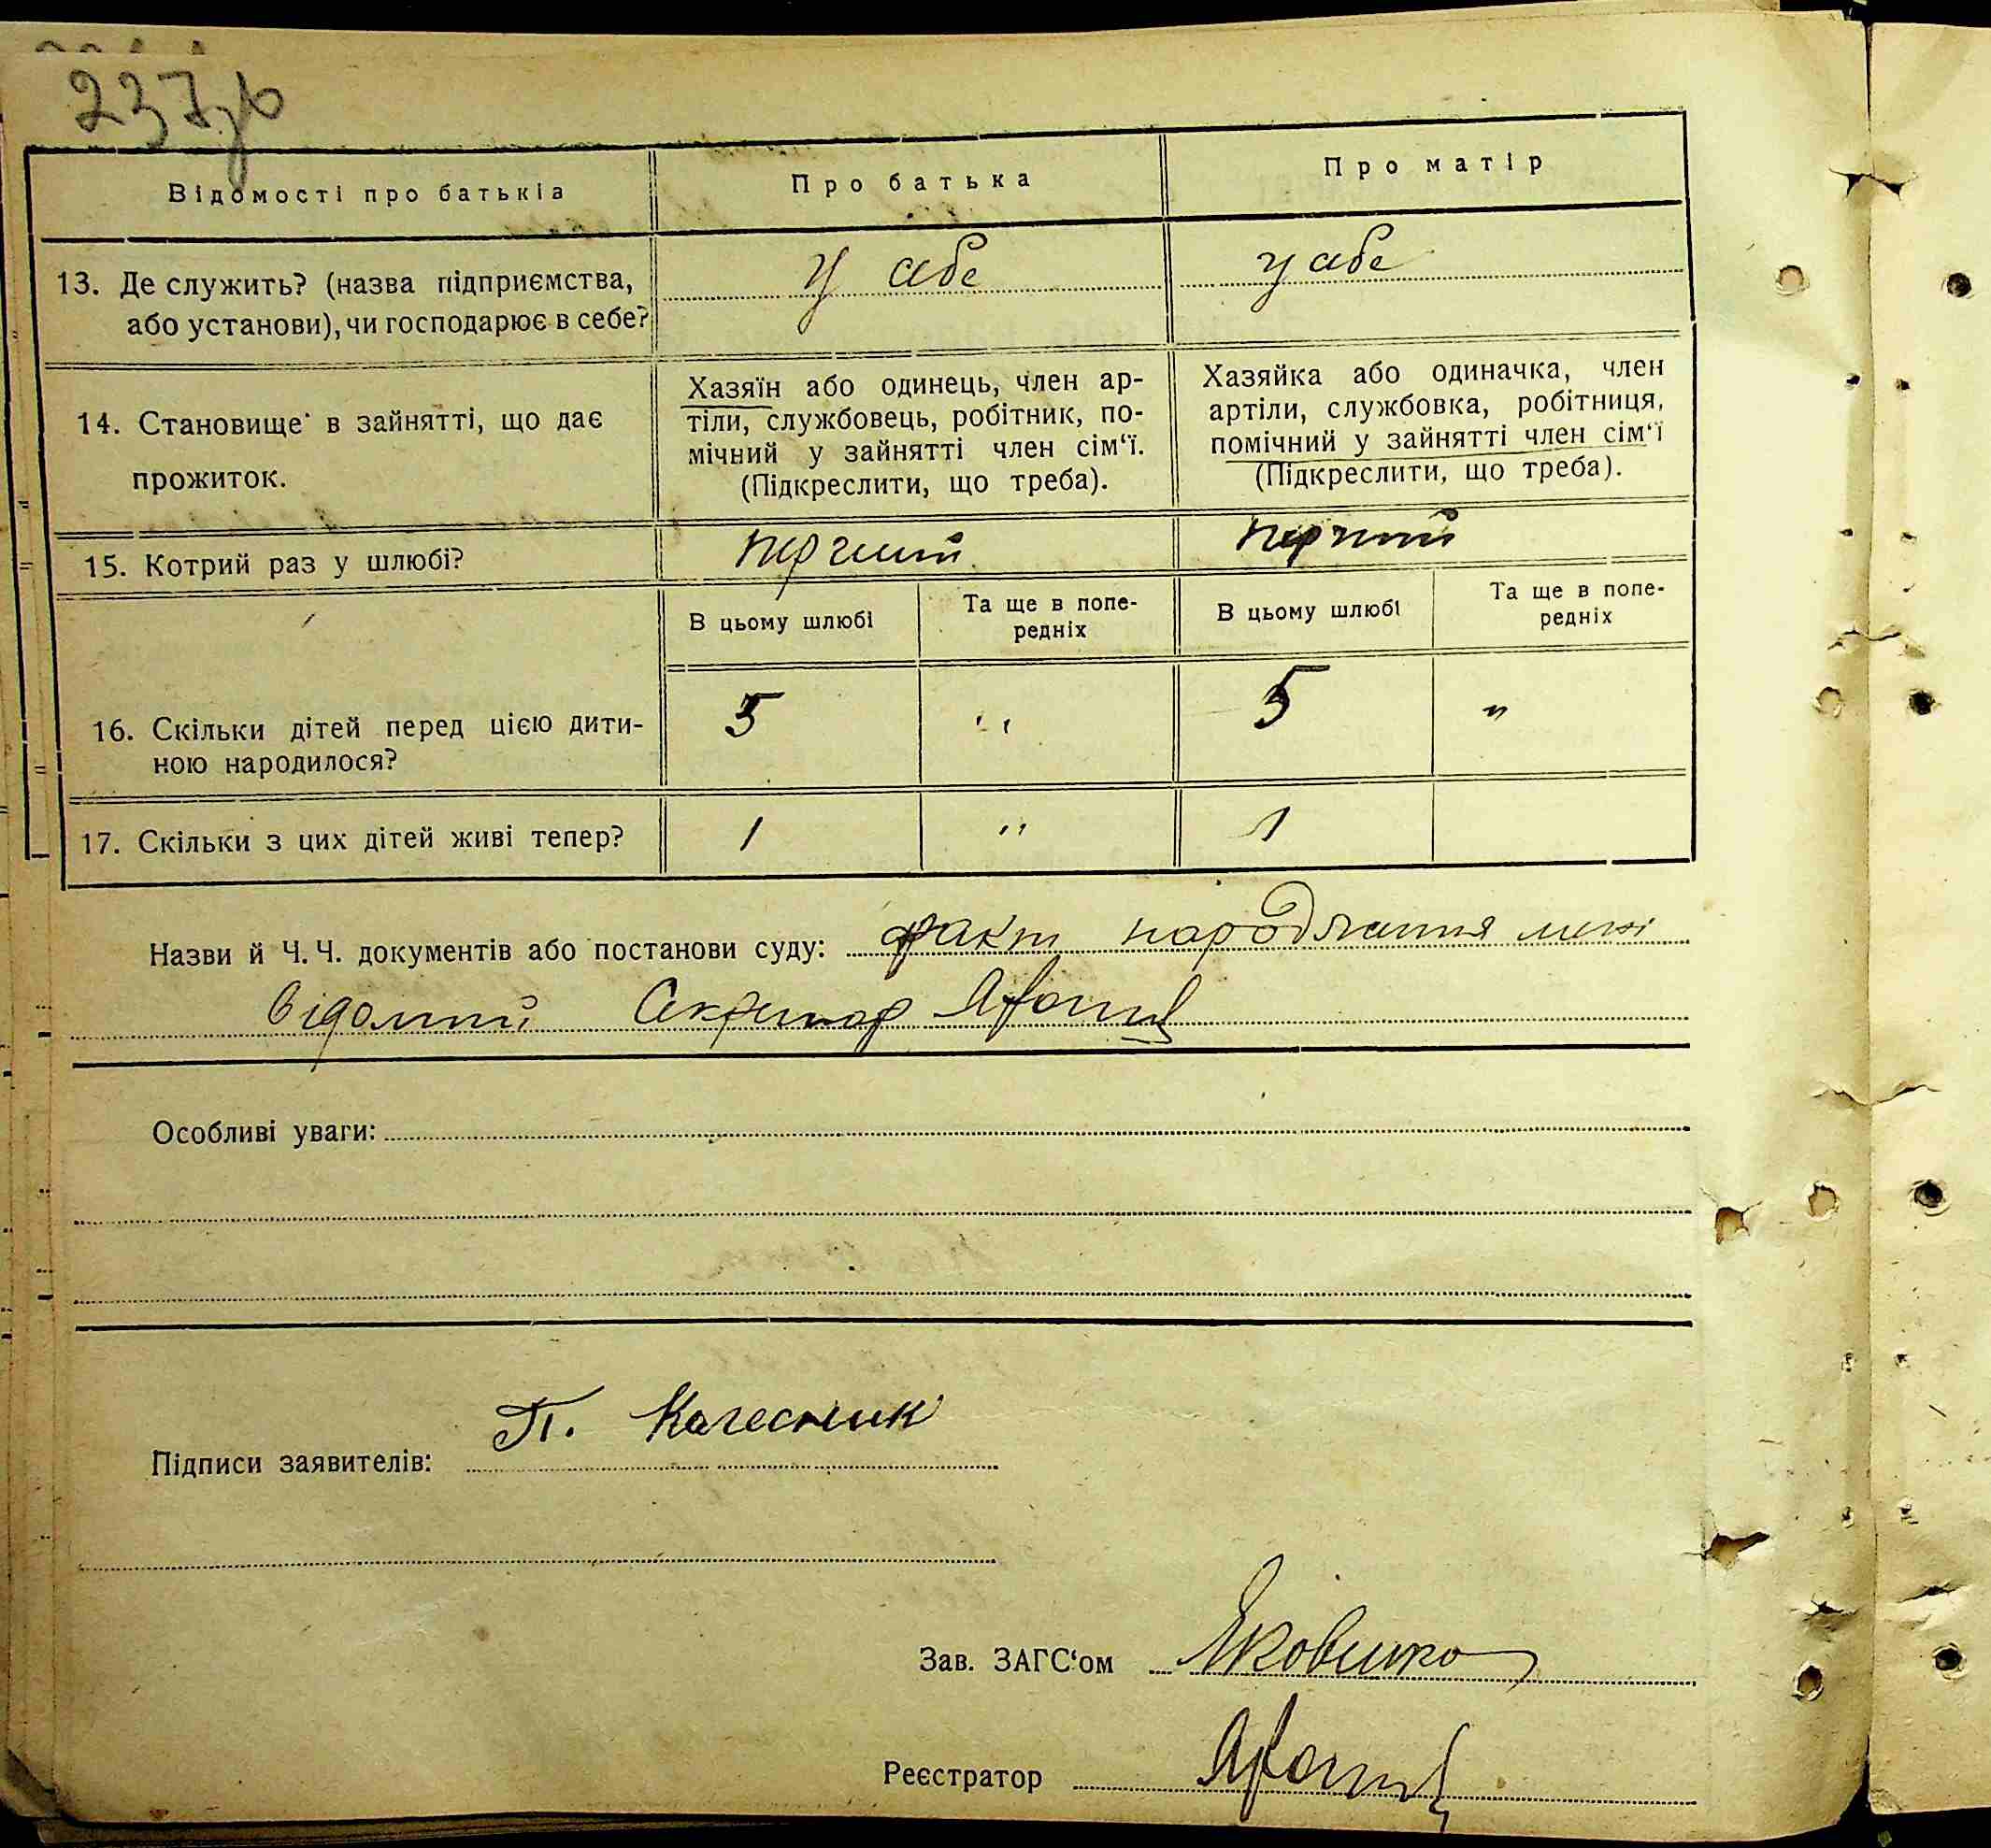 237зв
Відомості про батьків
Про батька
Про матір
13. Де служить? (назва підприємства,
або установи), чи господарює в себе?
у себе
у себе
14. Становище в зайнятті, що дає
прожиток.
Хазяїн або одинець, член ар-
тіли, службовець, робітник, по-
мічний у зайнятті член сім‘ї.
(Підкреслити, що треба).
Хазяйка або одиначка, член
артіли, службовка, робітниця,
помічний у зайнятті член сім‘ї
(Підкреслити, що треба).
15. Котрий раз у шлюбі?
перший
перший
В цьому шлюбі
Та ще в попе-
редніх
В цьому шлюбі
Та ще в попе-
редніх
16. Скільки дітей перед цією дити-
ною народилося?
5 " 5 "
17. Скільки з цих дітей живі тепер?
1 " 1
Назви й Ч. Ч. документів або постанови суду: факт народження мені
відомий Секретар
Особливі уваги:
Підписи заявителів: П. Колесник
Зав. ЗАГС‘ом
Реєстратор